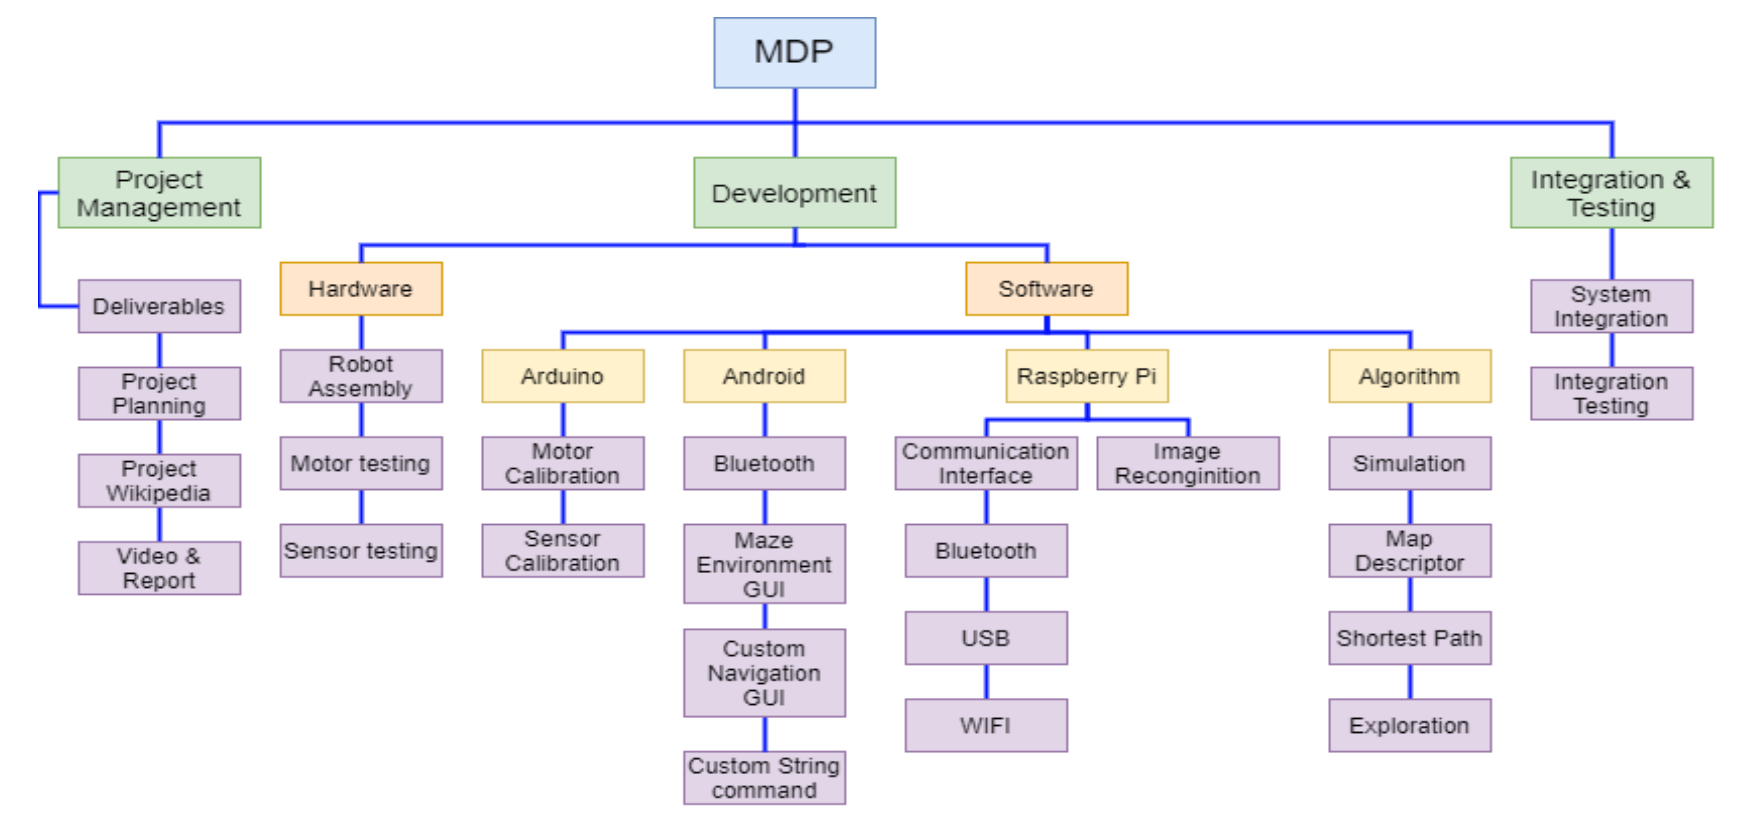 MDP
Project
Management
Development
Integration &
Testing
Deliverables
Project
Planning
Project
Wikipedia
Video &
Report
Hardware
Robot
Assembly
Motor testing
Sensor testing
Software
Arduino
Motor
Calibration
Sensor
Calibration
Android
Bluetooth
Maze
Environment
GUI
Custom
Navigation
GUI
Custom String
command
Raspberry Pi
Communication
Interface
Bluetooth
USB
WIFI
Image
Reconginition
Algorithm
Simulation
Map
Descriptor
Shortest Path
Exploration
System
Integration
Integration
Testing